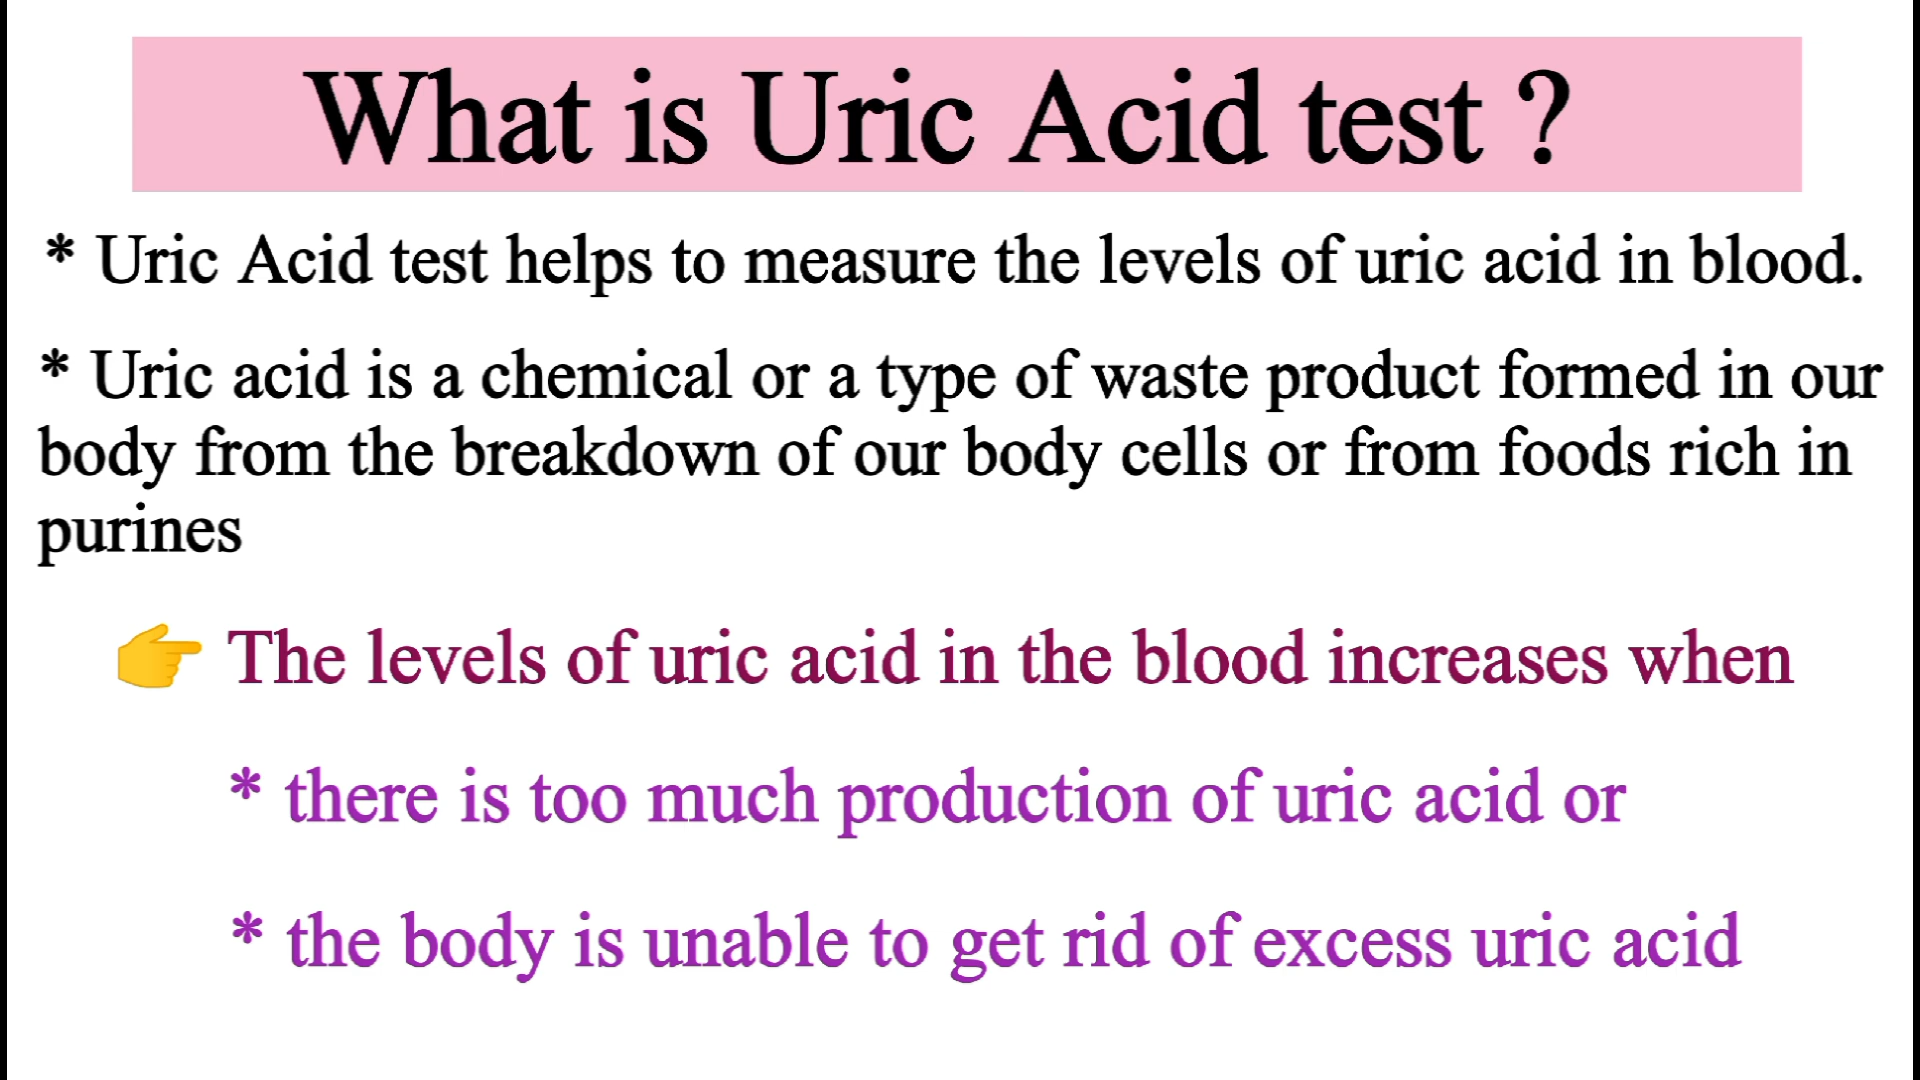 What is Uric Acid test ?
* Uric Acid test helps to measure the levels of uric acid in blood.
* Uric acid is a chemical or a type of waste product formed in our
body from the breakdown of our body cells or from foods rich in
purines
👉 The levels of uric acid in the blood increases when
* there is too much production of uric acid or
* the body is unable to get rid of excess uric acid